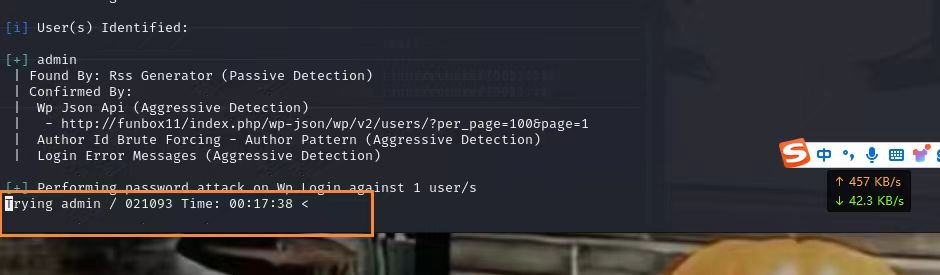 [i] User(s) Identified:
[+] admin
| Found By: Rss Generator (Passive Detection)
| Confirmed By:
|  Wp Json Api (Aggressive Detection)
|   - http://funbox11/index.php/wp-json/wp/v2/users/?per_page=100&page=1
|  Author Id Brute Forcing - Author Pattern (Aggressive Detection)
|  Login Error Messages (Aggressive Detection)
[+] Performing password attack on Wp Login against 1 user/s
Trying admin / 021093 Time: 00:17:38 <
S 中 °,
↑ 457 KB/s
↓ 42.3 KB/s